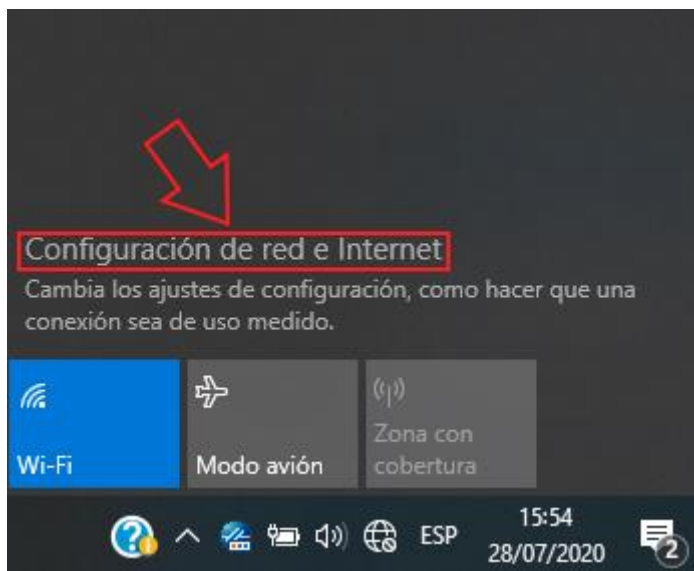 Configuración de red e Internet
Cambia los ajustes de configuración, como hacer que una
conexión sea de uso medido.
Wi-Fi
Modo avión
Zona con
cobertura
ESP
15:54
28/07/2020
2